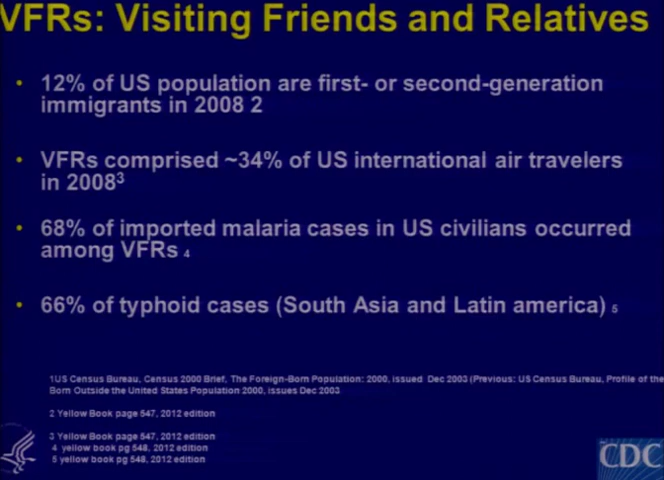 VFRs: Visiting Friends and Relatives
• 12% of US population are first- or second-generation
immigrants in 2008 2
• VFRs comprised ~34% of US international air travelers
in 2008³
• 68% of imported malaria cases in US civilians occurred
among VFRs 4
• 66% of typhoid cases (South Asia and Latin america) 5
1US Census Bureau, Census 2000 Brief, The Foreign-Born Population: 2000, issued Dec 2003 (Previous: US Census Bureau, Profile of the
Born Outside the United States Population 2000, issues Dec 2003
2 Yellow Book page 547, 2012 edition
3 Yellow Book page 547, 2012 edition
4 yellow book pg 548, 2012 edition
5 yellow book pg 548, 2012 edition
CDC